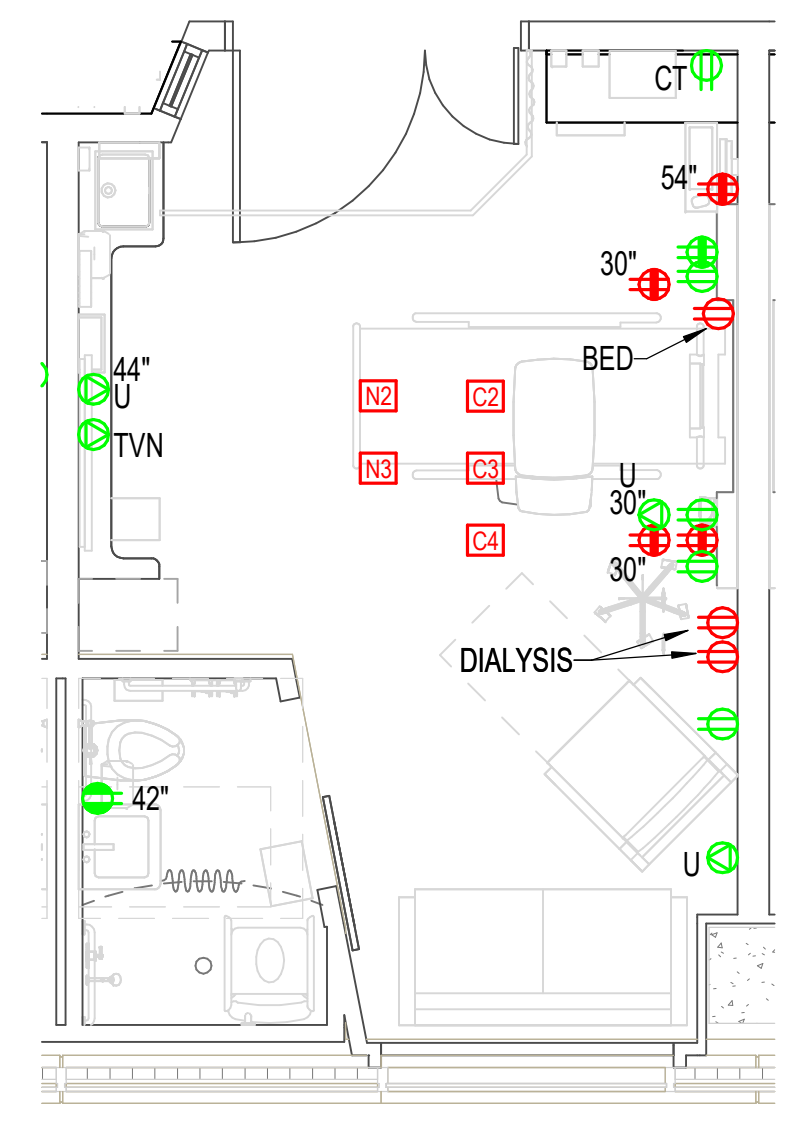 CT
54"
30"
BED
44"
U
TVN
N2
C2
N3
C3
C4
U
30"
30"
DIALYSIS
42"
U